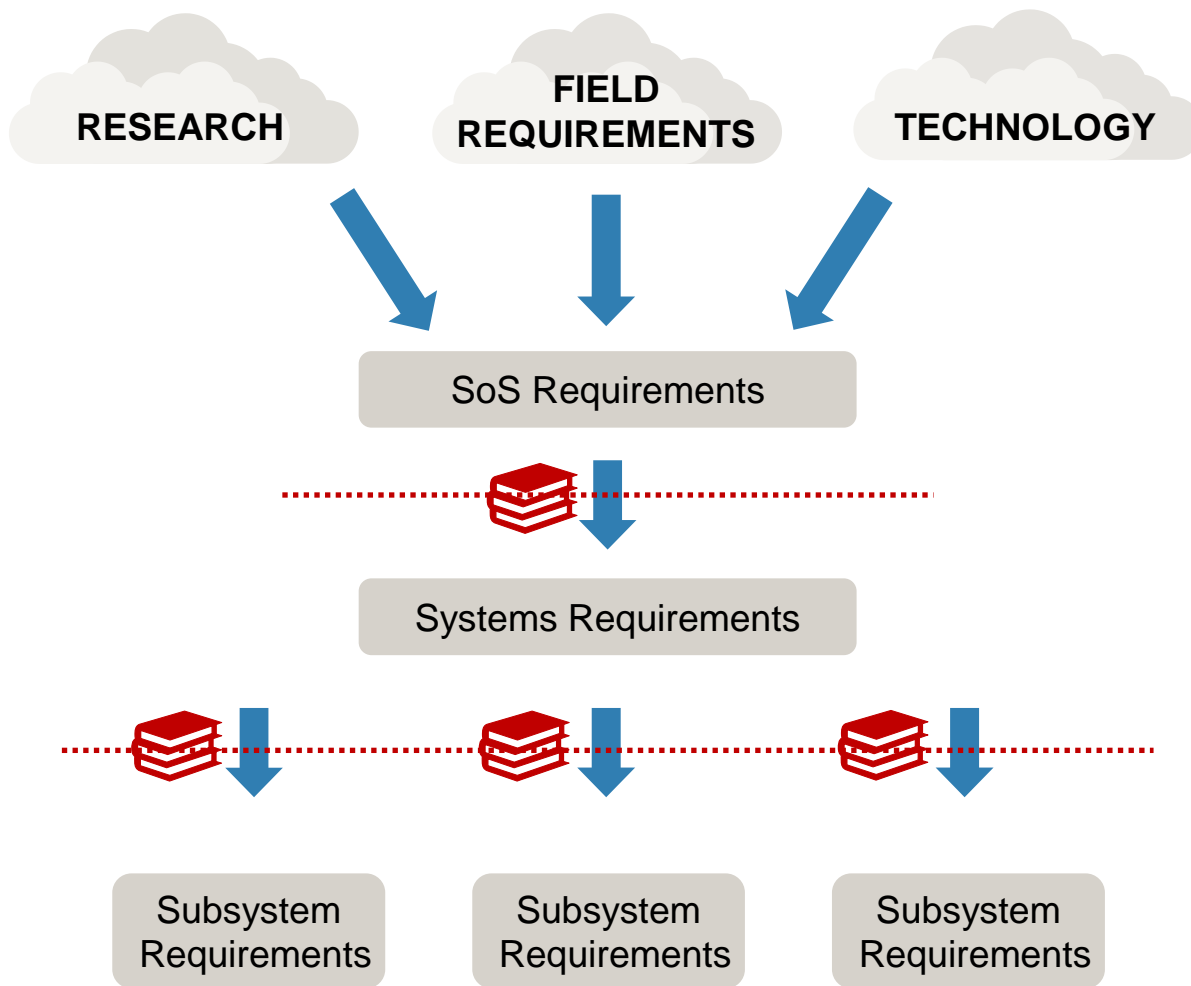 RESEARCH
FIELD
REQUIREMENTS
TECHNOLOGY
SoS Requirements
Systems Requirements
Subsystem
Requirements
Subsystem
Requirements
Subsystem
Requirements